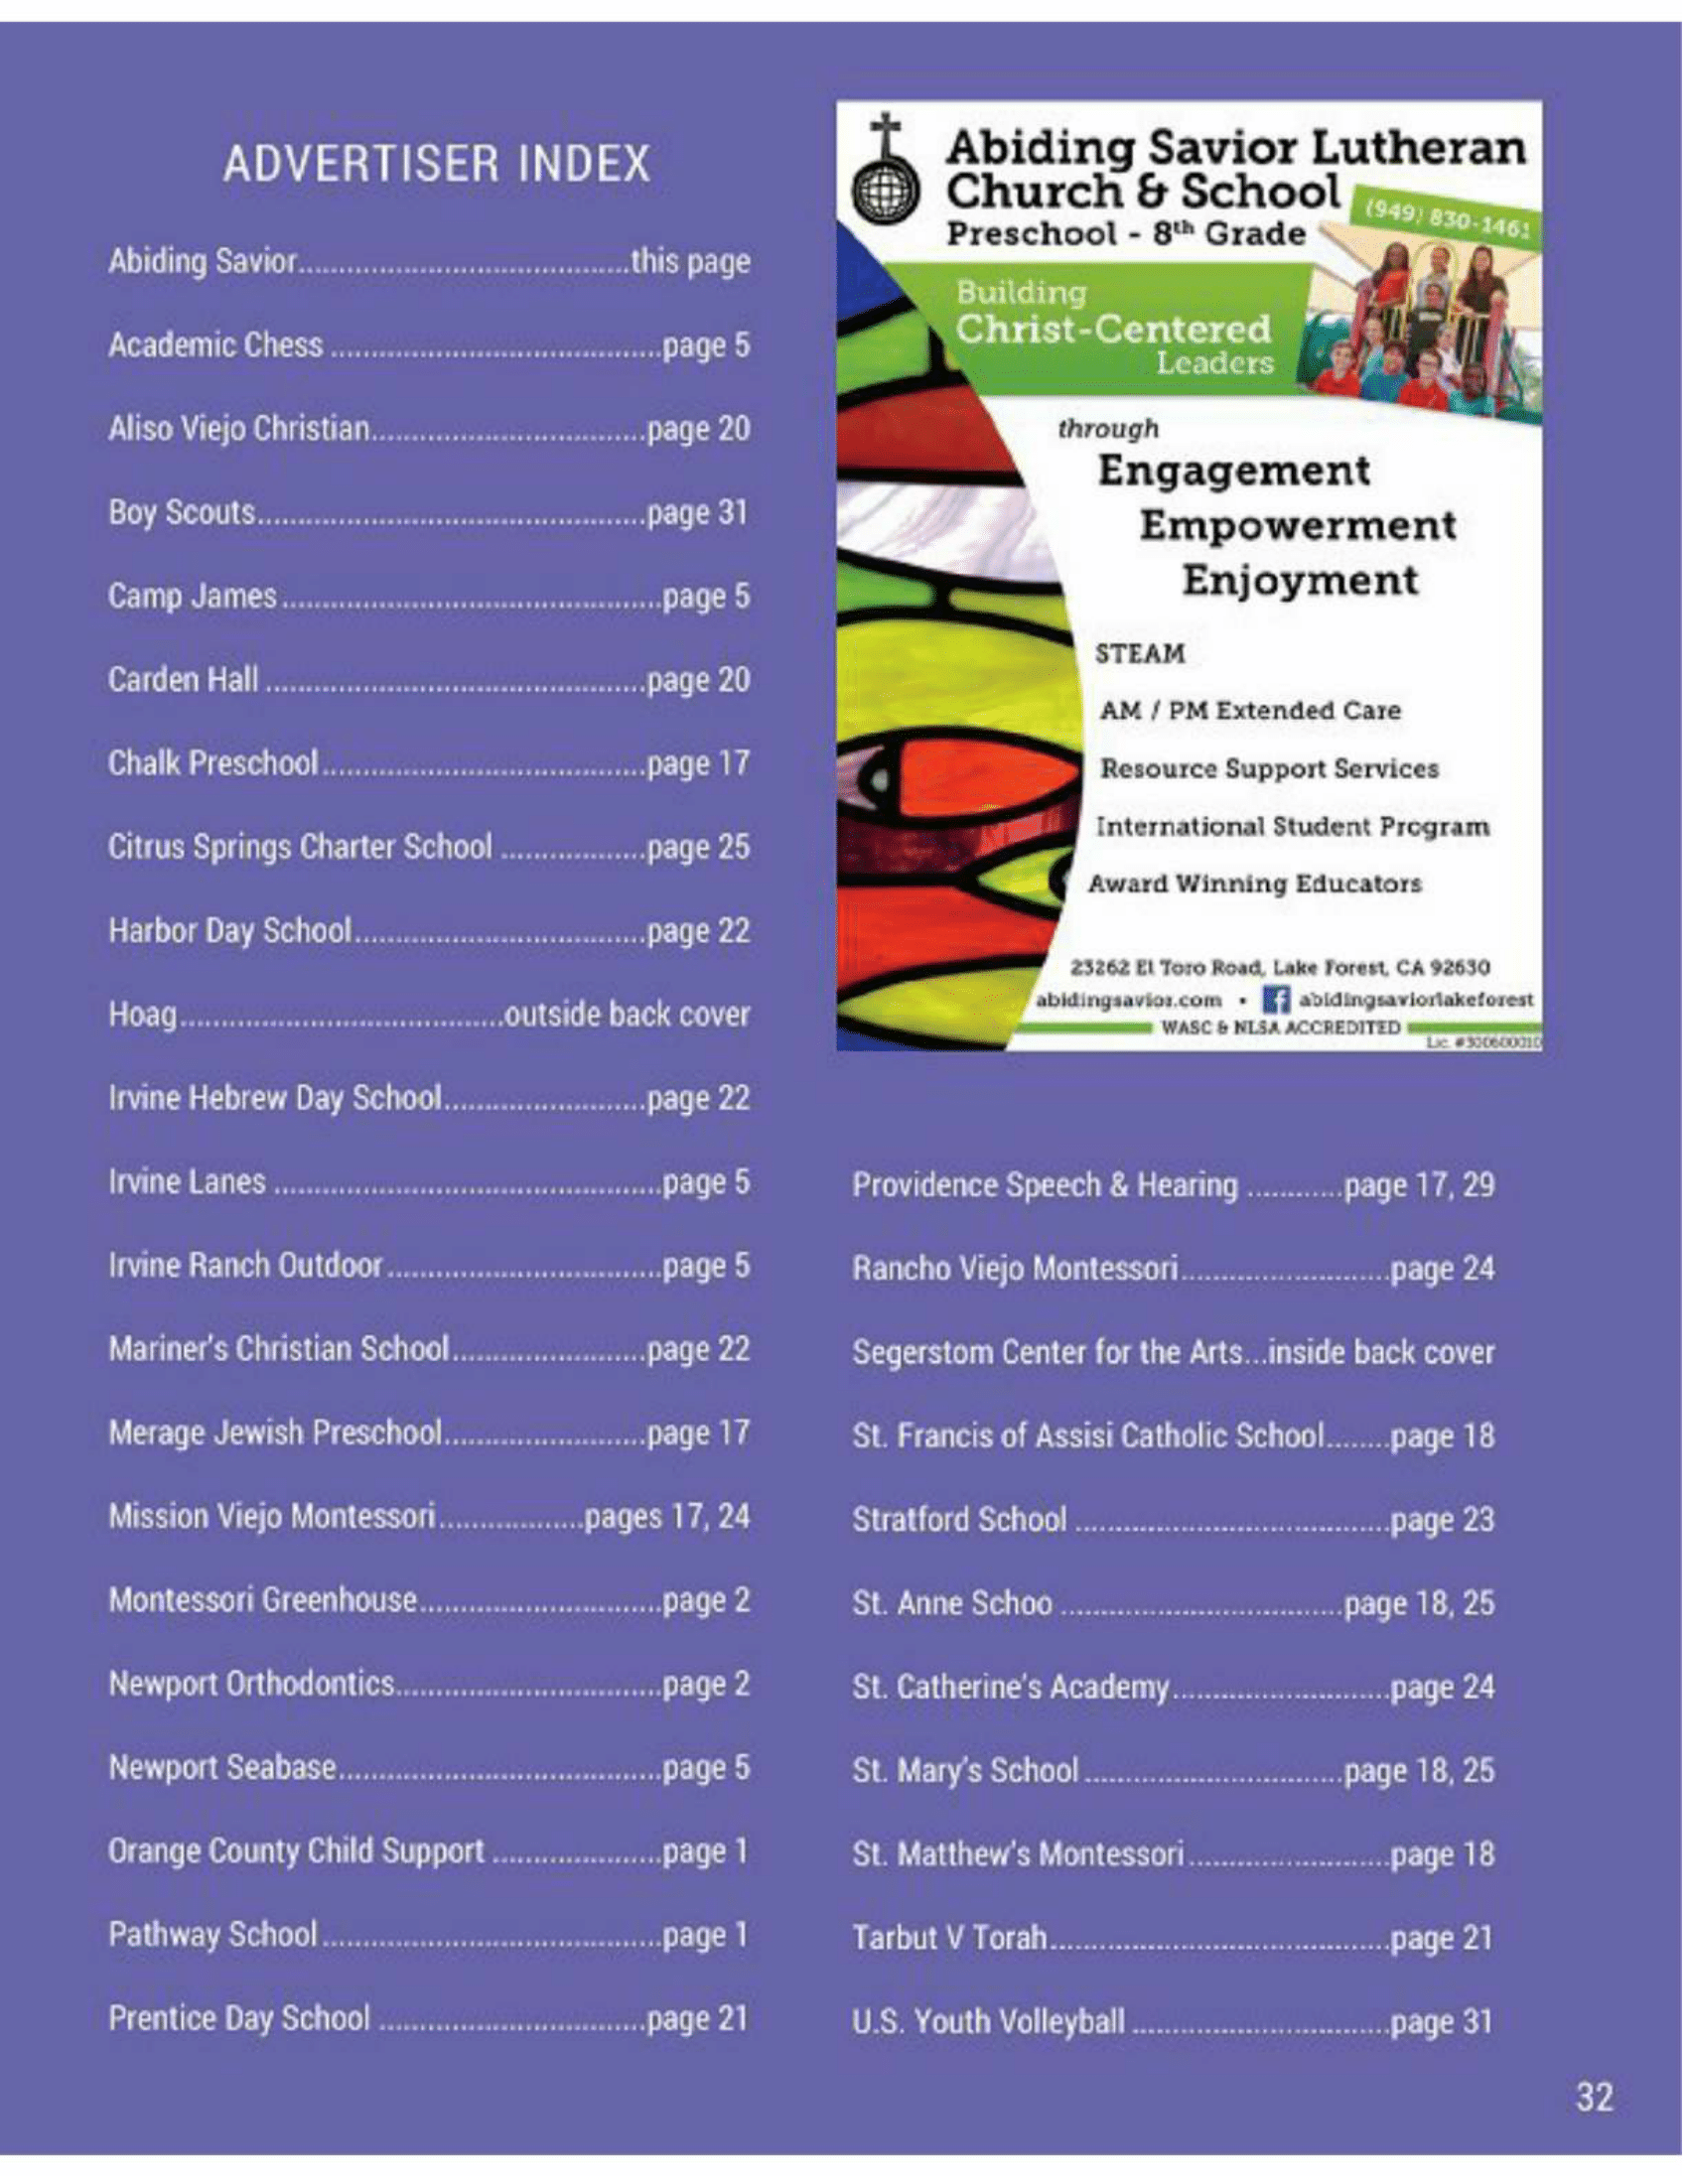 ADVERTISER INDEX
Abiding Savior.........................................this page
Academic Chess .........................................page 5
Aliso Viejo Christian..................................page 20
Boy Scouts................................................page 31
Camp James...............................................page 5
Carden Hall ...............................................page 20
Chalk Preschool........................................page 17
Citrus Springs Charter School ..................page 25
Harbor Day School....................................page 22
Hoag........................................outside back cover
Irvine Hebrew Day School.........................page 22
Irvine Lanes ................................................page 5
Irvine Ranch Outdoor..................................page 5
Mariner's Christian School........................page 22
Merage Jewish Preschool.........................page 17
Mission Viejo Montessori..................pages 17, 24
Montessori Greenhouse..............................page 2
Newport Orthodontics.................................page 2
Newport Seabase........................................page 5
Orange County Child Support .....................page 1
Pathway School..........................................page 1
Prentice Day School .................................page 21
Abiding Savior Lutheran
Church & School
(949) 830-1461
Preschool - 8th Grade
Building
Christ-Centered
Leaders
through
Engagement
Empowerment
Enjoyment
STEAM
AM / PM Extended Care
Resource Support Services
International Student Program
Award Winning Educators
23262 El Toro Road, Lake Forest, CA 92630
abidingsavior.com • f abidingsaviorlakeforest
WASC & NLSA ACCREDITED
Lic. #300600010
Providence Speech & Hearing ............page 17, 29
Rancho Viejo Montessori..........................page 24
Segerstom Center for the Arts...inside back cover
St. Francis of Assisi Catholic School........page 18
Stratford School .......................................page 23
St. Anne Schoo ...................................page 18, 25
St. Catherine's Academy...........................page 24
St. Mary's School................................page 18, 25
St. Matthew's Montessori.........................page 18
Tarbut V Torah..........................................page 21
U.S. Youth Volleyball ................................page 31
32